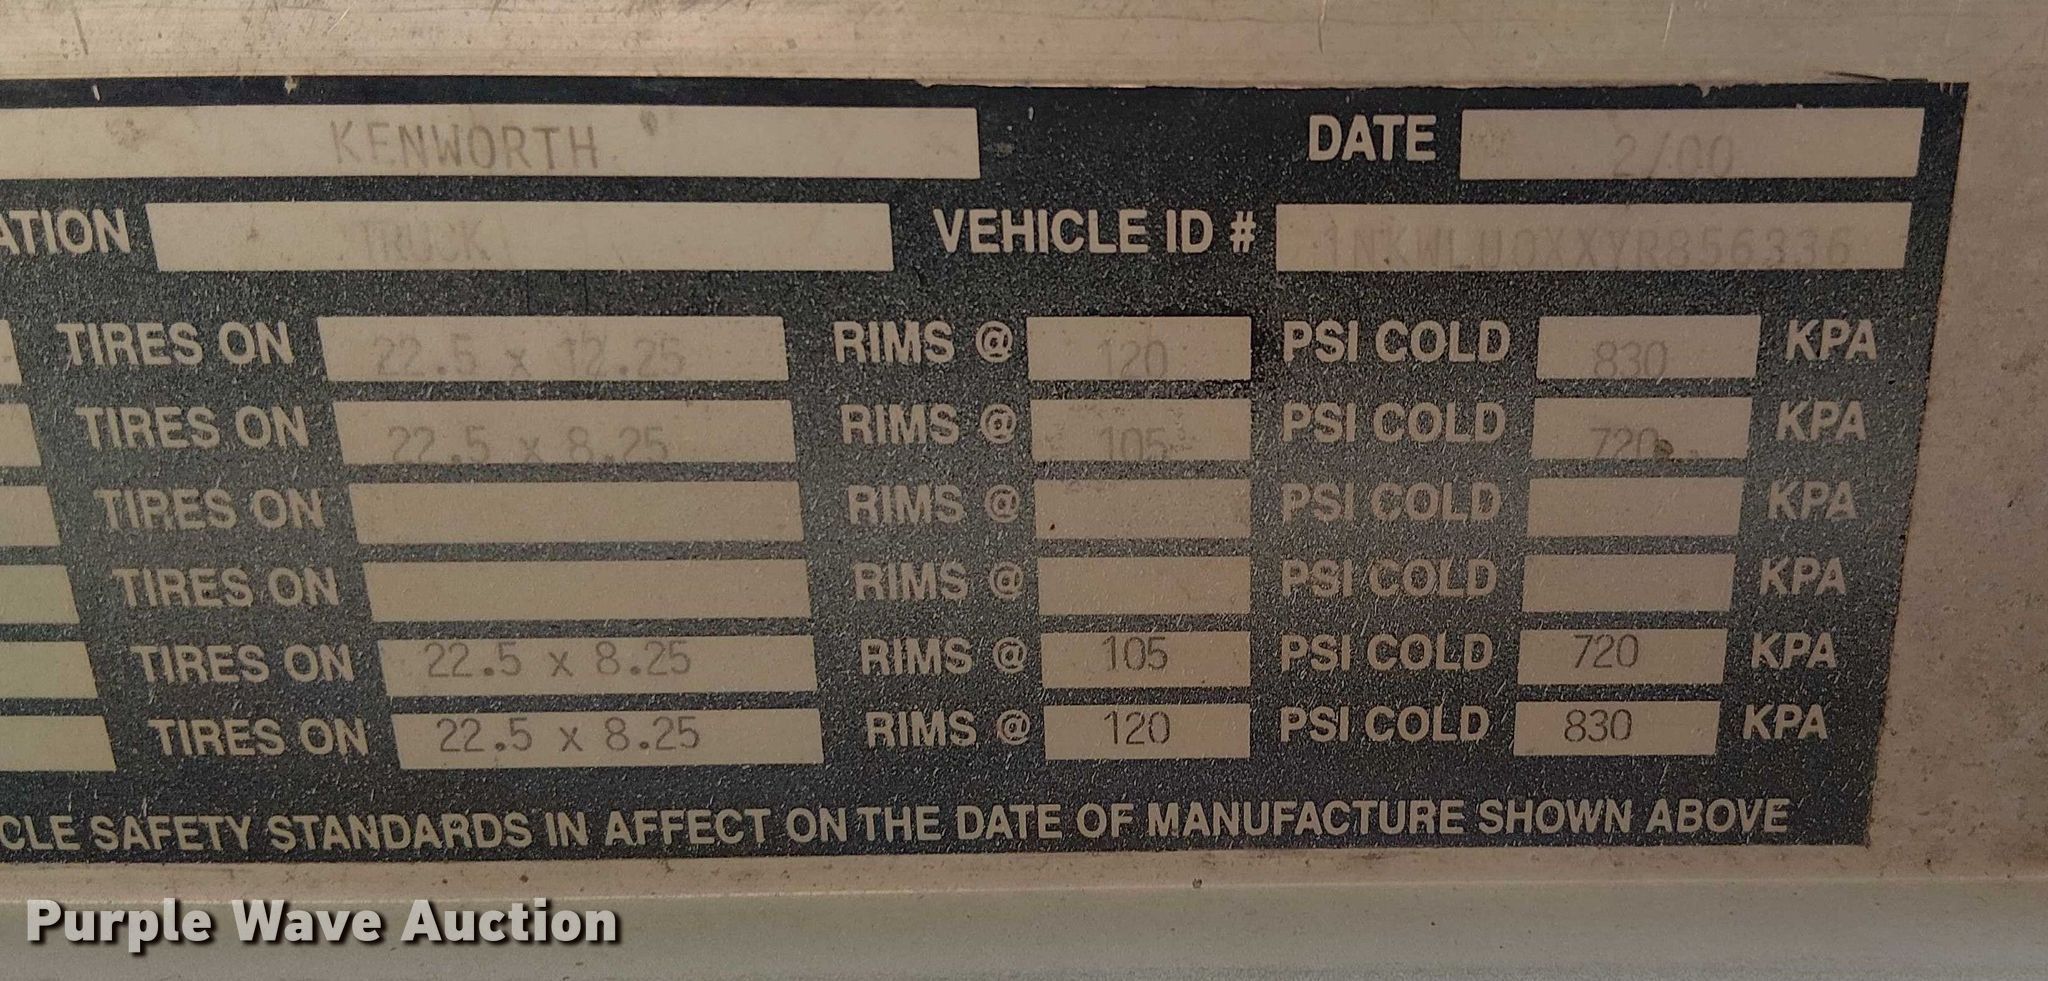 KENWORTH DATE 2/00
ATION TRUCK VEHICLE ID # 1NKWLU0XXYR856336
TIRES ON 22.5 x 12.25 RIMS @ 120 PSI COLD 830 KPA
TIRES ON 22.5 x 8.25 RIMS @ 105 PSI COLD 720 KPA
TIRES ON RIMS @ PSI COLD KPA
TIRES ON RIMS @ PSI COLD KPA
TIRES ON 22.5 x 8.25 RIMS @ 105 PSI COLD 720 KPA
TIRES ON 22.5 x 8.25 RIMS @ 120 PSI COLD 830 KPA
CLE SAFETY STANDARDS IN AFFECT ON THE DATE OF MANUFACTURE SHOWN ABOVE
Purple Wave Auction